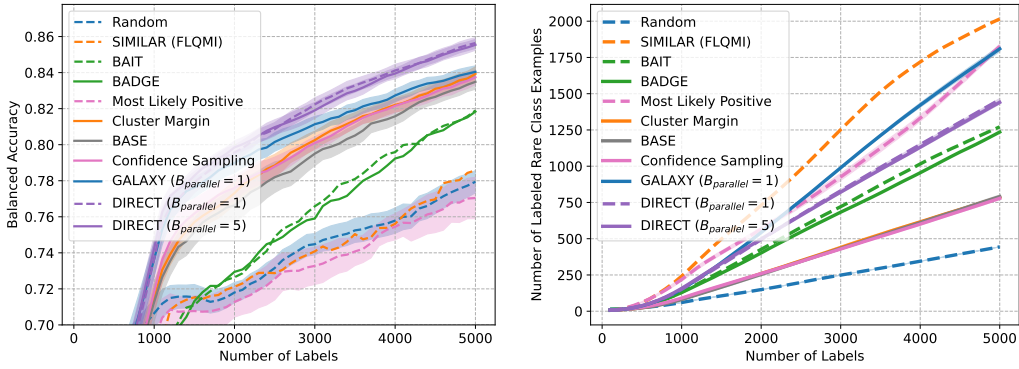 0.86
0.84
0.82
0.80
0.78
0.76
0.74
0.72
0.70
Balanced Accuracy
Random
SIMILAR (FLQMI)
BAIT
BADGE
Most Likely Positive
Cluster Margin
BASE
Confidence Sampling
GALAXY (B_parallel = 1)
DIRECT (B_parallel = 1)
DIRECT (B_parallel = 5)
0 1000 2000 3000 4000 5000
Number of Labels
2000
1750
1500
1250
1000
750
500
250
0
Number of Labeled Rare Class Examples
Random
SIMILAR (FLQMI)
BAIT
BADGE
Most Likely Positive
Cluster Margin
BASE
Confidence Sampling
GALAXY (B_parallel = 1)
DIRECT (B_parallel = 1)
DIRECT (B_parallel = 5)
0 1000 2000 3000 4000 5000
Number of Labels